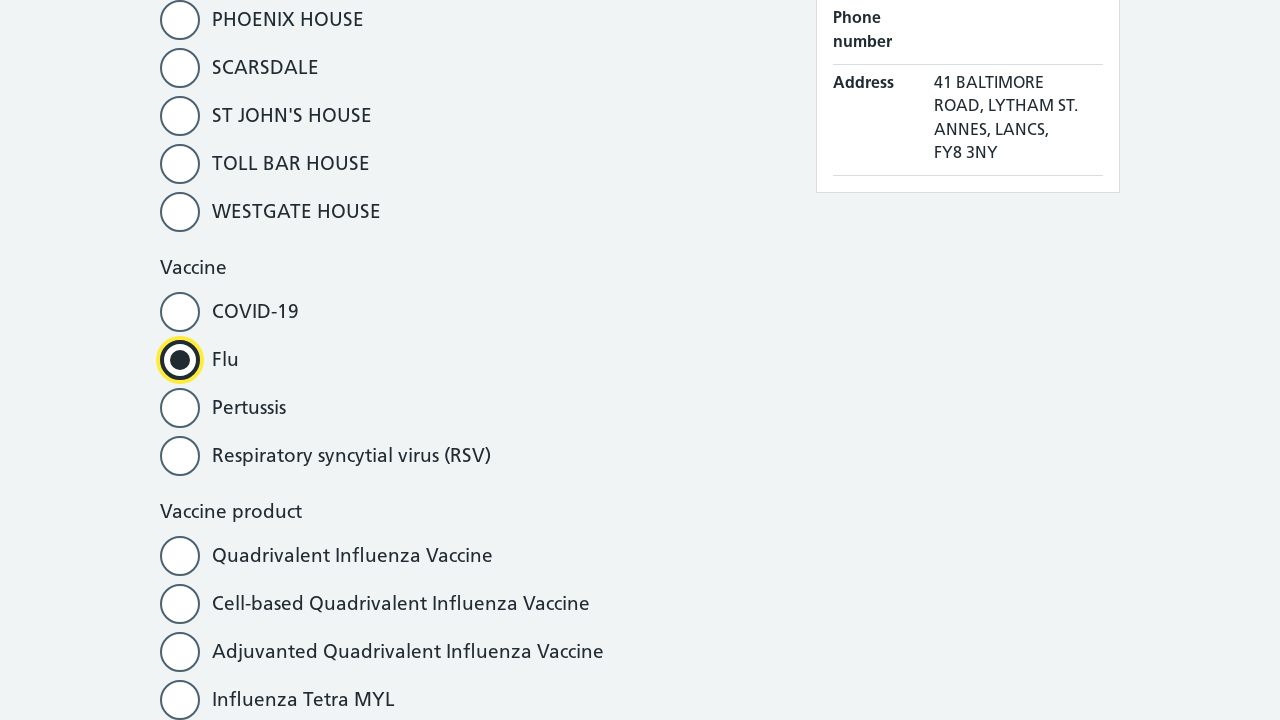 PHOENIX HOUSE
SCARSDALE
ST JOHN'S HOUSE
TOLL BAR HOUSE
WESTGATE HOUSE
Vaccine
COVID-19
Flu
Pertussis
Respiratory syncytial virus (RSV)
Vaccine product
Quadrivalent Influenza Vaccine
Cell-based Quadrivalent Influenza Vaccine
Adjuvanted Quadrivalent Influenza Vaccine
Influenza Tetra MYL
Phone
number
Address
41 BALTIMORE
ROAD, LYTHAM ST.
ANNES, LANCS,
FY8 3NY